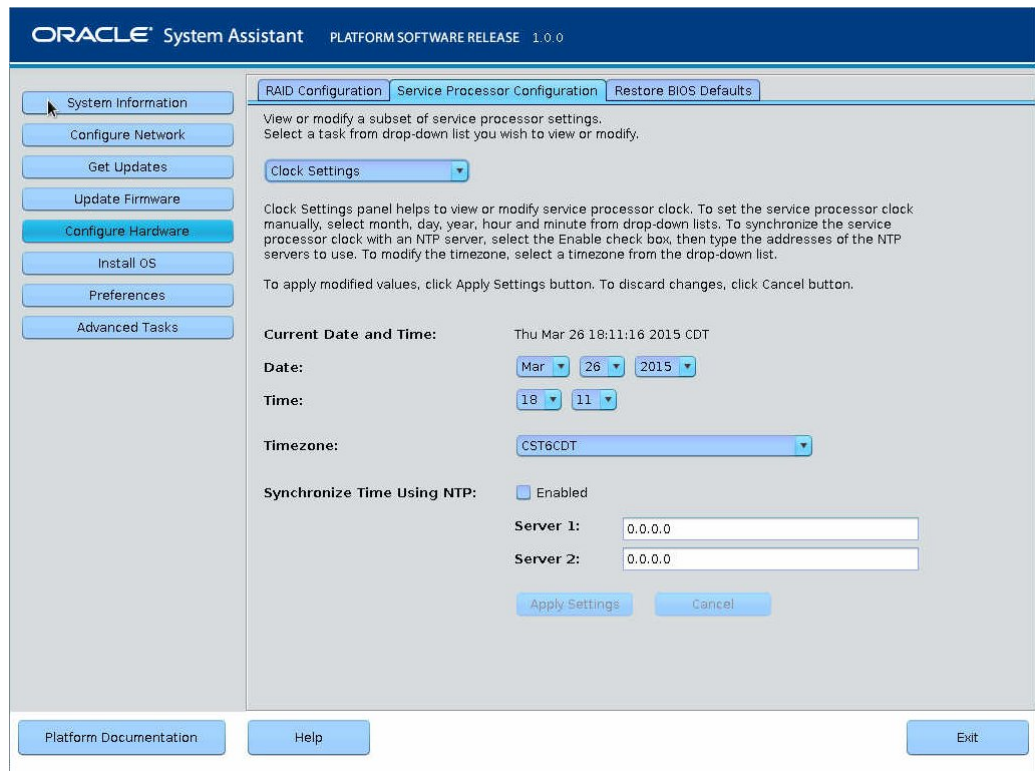 ORACLE® System Assistant PLATFORM SOFTWARE RELEASE 1.0.0
System Information
Configure Network
Get Updates
Update Firmware
Configure Hardware
Install OS
Preferences
Advanced Tasks
RAID Configuration Service Processor Configuration Restore BIOS Defaults
View or modify a subset of service processor settings.
Select a task from drop-down list you wish to view or modify.
Clock Settings
Clock Settings panel helps to view or modify service processor clock. To set the service processor clock
manually, select month, day, year, hour and minute from drop-down lists. To synchronize the service
processor clock with an NTP server, select the Enable check box, then type the addresses of the NTP
servers to use. To modify the timezone, select a timezone from the drop-down list.
To apply modified values, click Apply Settings button. To discard changes, click Cancel button.
Current Date and Time: Thu Mar 26 18:11:16 2015 CDT
Date: Mar 26 2015
Time: 18 11
Timezone: CST6CDT
Synchronize Time Using NTP: Enabled
Server 1: 0.0.0.0
Server 2: 0.0.0.0
Apply Settings Cancel
Platform Documentation Help Exit